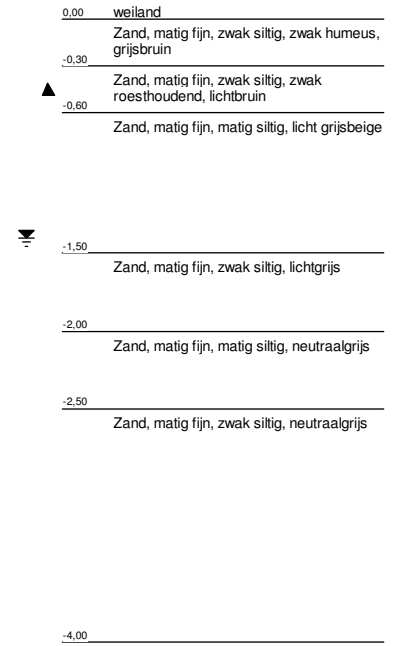 0,00 weiland
Zand, matig fijn, zwak siltig, zwak humeus,
grijsbruin
-0,30
Zand, matig fijn, zwak siltig, zwak
roesthoudend, lichtbruin
-0,60
Zand, matig fijn, matig siltig, licht grijsbeige
-1,50
Zand, matig fijn, zwak siltig, lichtgrijs
-2,00
Zand, matig fijn, matig siltig, neutraalgrijs
-2,50
Zand, matig fijn, zwak siltig, neutraalgrijs
-4,00